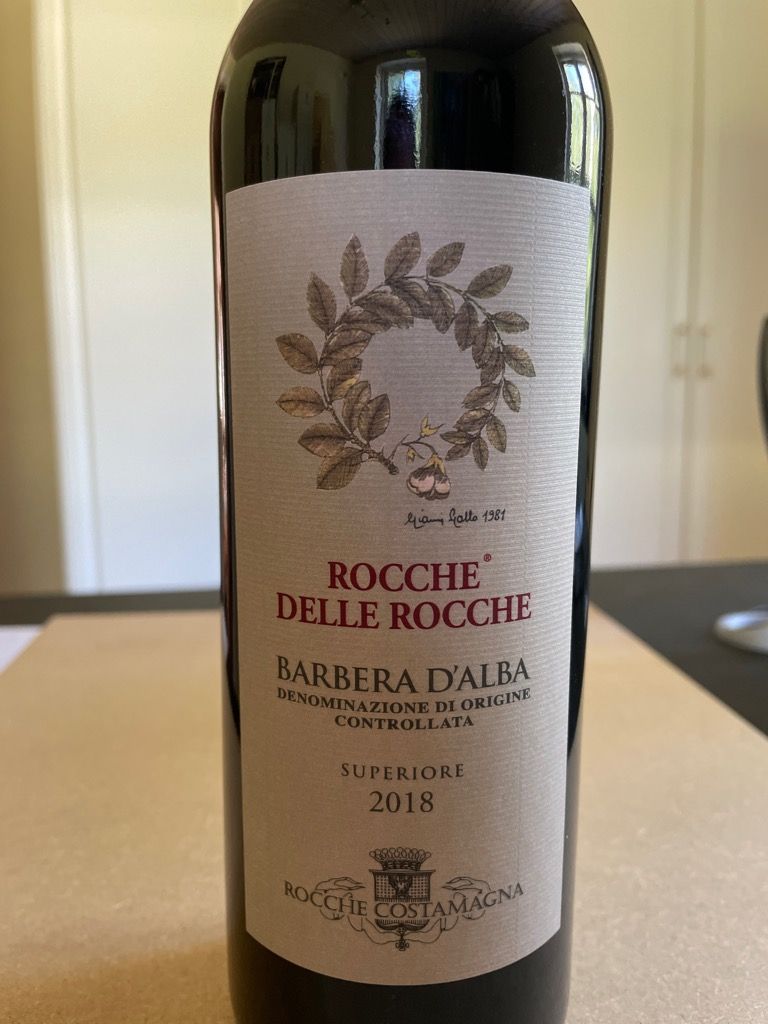 Gianni Gallo 1981
ROCCHE®
DELLE ROCCHE
BARBERA D'ALBA
DENOMINAZIONE DI ORIGINE
CONTROLLATA
SUPERIORE
2018
ROCCHE COSTAMAGNA